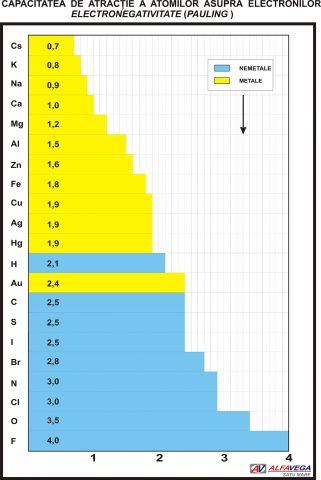 CAPACITATEA DE ATRACȚIE A ATOMILOR ASUPRA ELECTRONILOR
ELECTRONEGATIVITATE (PAULING )
NEMETALE
METALE
Cs 0,7
K 0,8
Na 0,9
Ca 1,0
Mg 1,2
Al 1,5
Zn 1,6
Fe 1,8
Cu 1,9
Ag 1,9
Hg 1,9
H 2,1
Au 2,4
C 2,5
S 2,5
I 2,5
Br 2,8
N 3,0
Cl 3,0
O 3,5
F 4,0
1 2 3 4
AV ALFAVEGA
SATU MARE